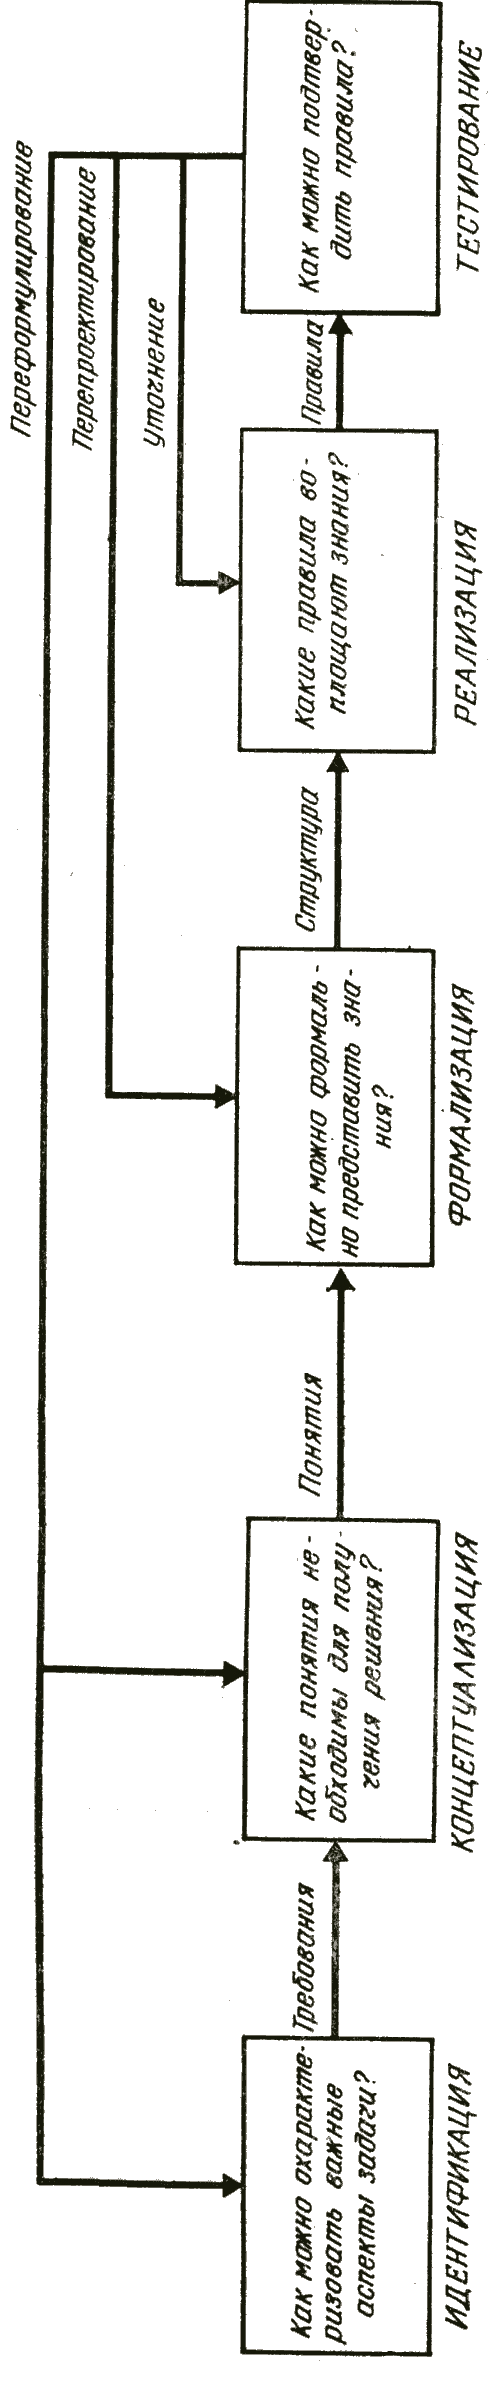 Переформулирование
Перепроектирование
Уточнение
Как можно охаракте-
ризовать важные
аспекты задачи?
Требования
Какие понятия не-
обходимы для полу-
чения решения?
Понятия
Как можно формаль-
но представить зна-
ния?
Структура
Какие правила во-
площают знания?
Правила
Как можно подтвер-
дить правила?
ИДЕНТИФИКАЦИЯ
КОНЦЕПТУАЛИЗАЦИЯ
ФОРМАЛИЗАЦИЯ
РЕАЛИЗАЦИЯ
ТЕСТИРОВАНИЕ